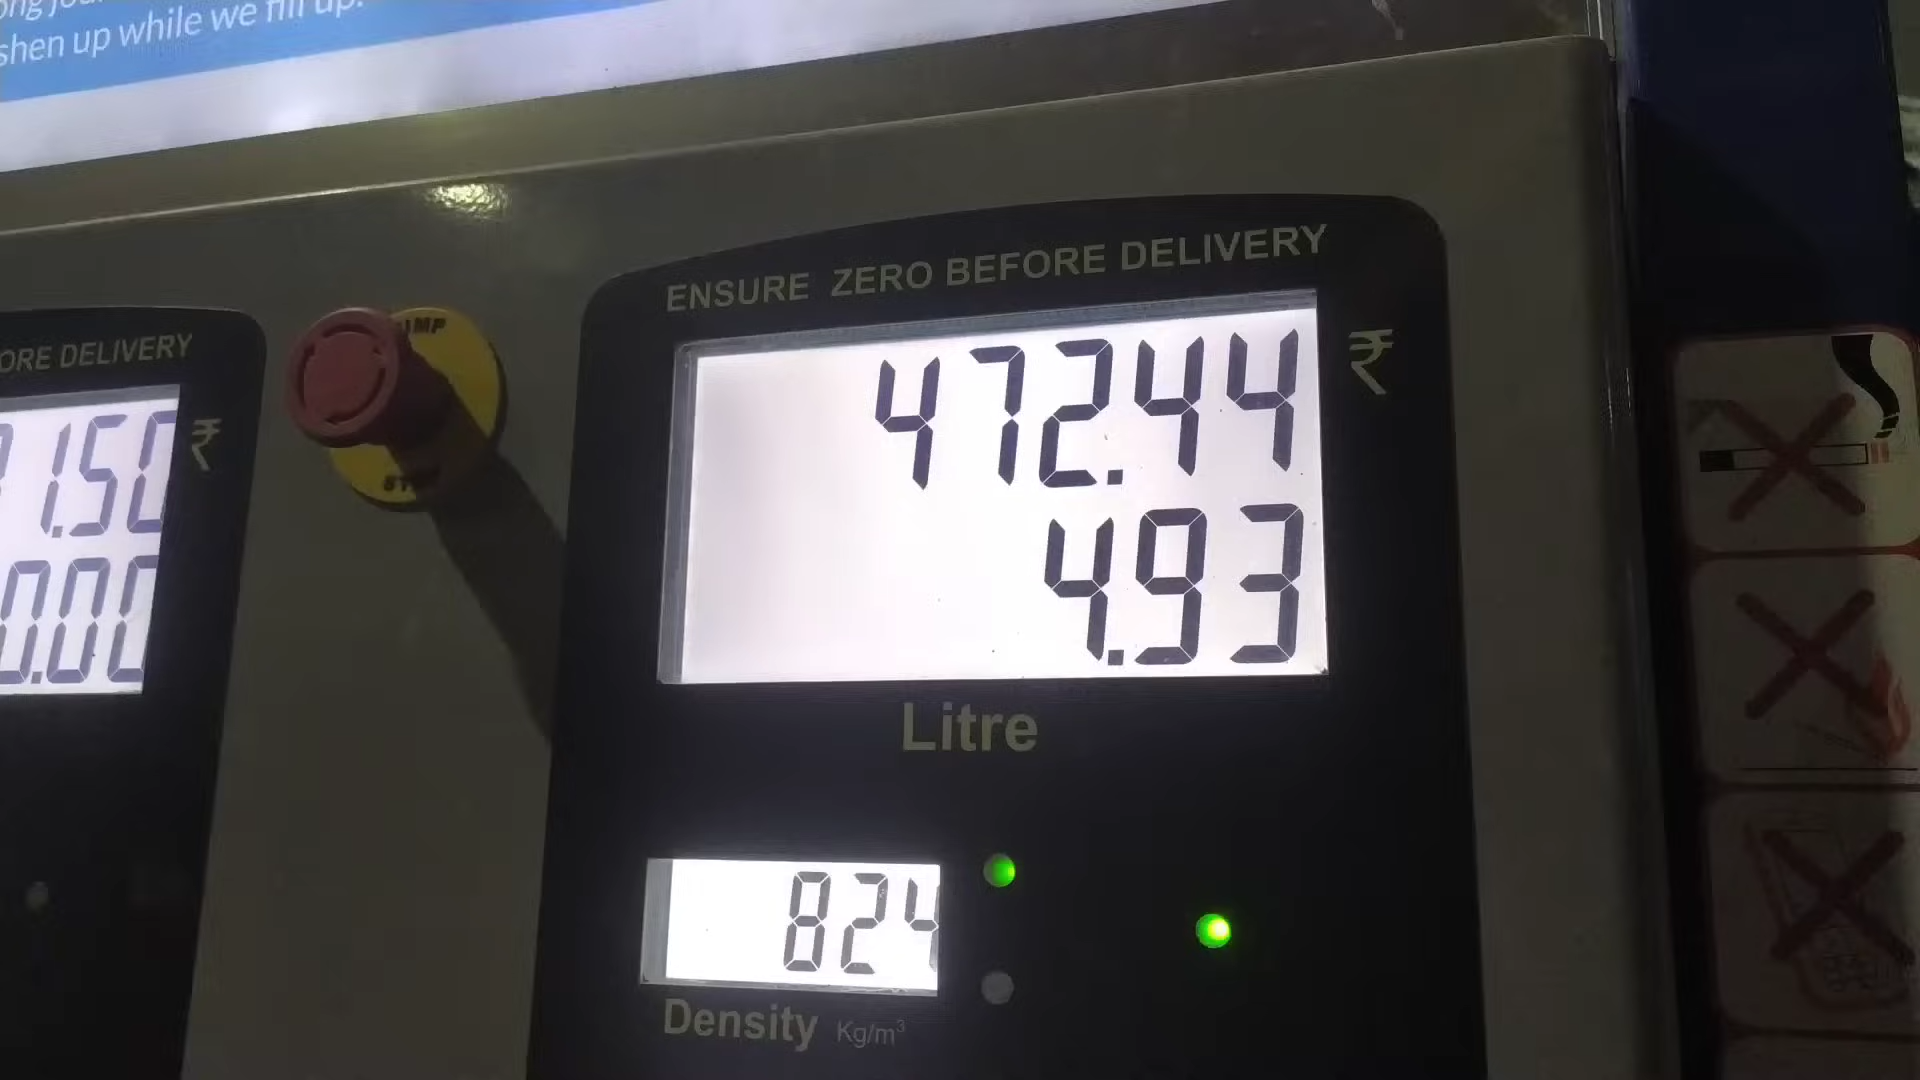 shen up while we fill up.
ORE DELIVERY
1.50
₹
0.00
ENSURE ZERO BEFORE DELIVERY
472.44
₹
4.93
Litre
824
Density Kg/m³